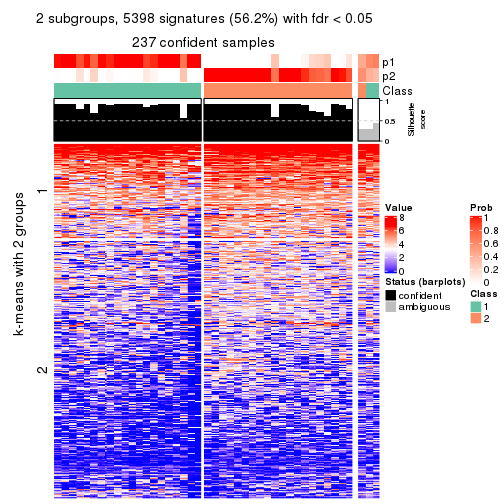 2 subgroups, 5398 signatures (56.2%) with fdr < 0.05
237 confident samples
p1
p2
Class
1
0.5
0
Silhouette
score
k-means with 2 groups
1
2
Value
8
6
4
2
0
Status (barplots)
confident
ambiguous
Prob
1
0.8
0.6
0.4
0.2
0
Class
1
2